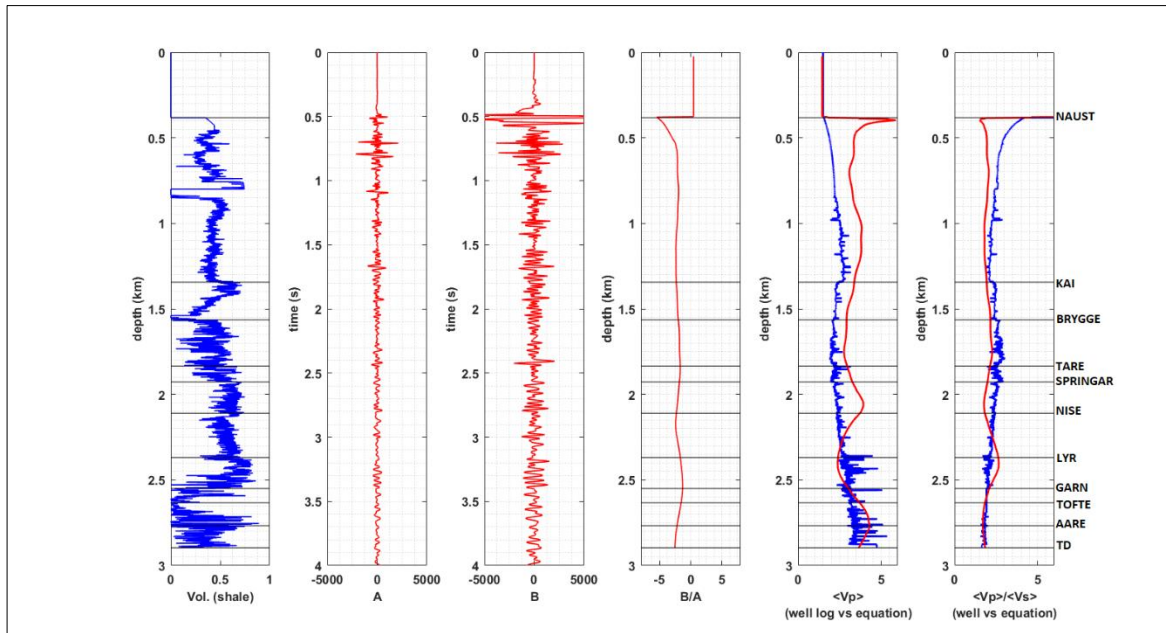 0
0.5
1
1.5
2
2.5
3
depth (km)
0 0.5 1
Vol. (shale)
0
0.5
1
1.5
2
2.5
3
3.5
4
time (s)
-5000 0 5000
A
0
0.5
1
1.5
2
2.5
3
3.5
4
time (s)
-5000 0 5000
B
0
0.5
1
1.5
2
2.5
3
depth (km)
-5 0 5
B/A
0
0.5
1
1.5
2
2.5
3
depth (km)
0 5
<Vp>
(well log vs equation)
0
0.5
1
1.5
2
2.5
3
depth (km)
0 2 4
<Vp>/<Vs>
(well vs equation)
NAUST
KAI
BRYGGE
TARE
SPRINGAR
NISE
LYR
GARN
TOFTE
AARE
TD